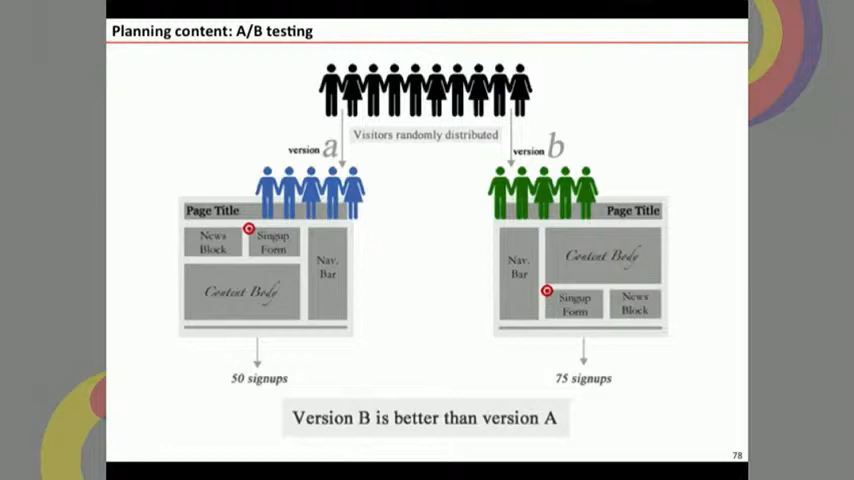 Planning content: A/B testing
Visitors randomly distributed
version a
version b
Page Title
News
Block
Singup
Form
Nav.
Bar
Content Body
Page Title
Nav.
Bar
Content Body
Singup
Form
News
Block
50 signups
75 signups
Version B is better than version A
78